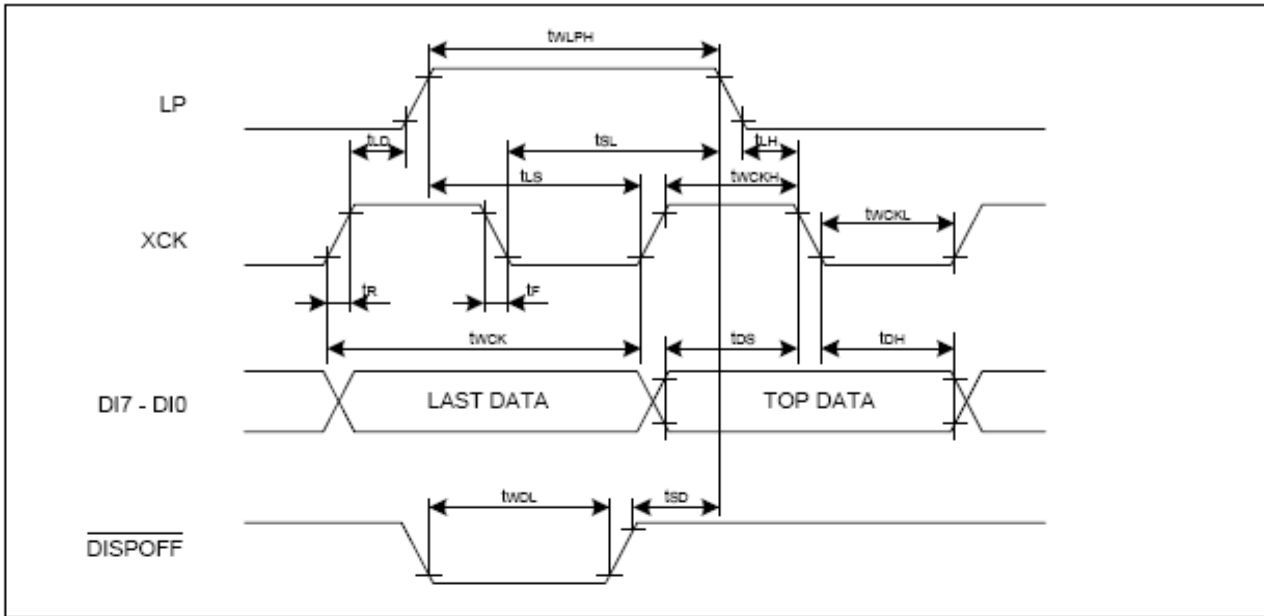 tWLPH
LP
tLD
tSL
tLH
tLS
tWCKH
XCK
tWCKL
tR
tF
tWCK
tDS
tDH
DI7 - DI0
LAST DATA
TOP DATA
tWDL
tSD
DISPOFF